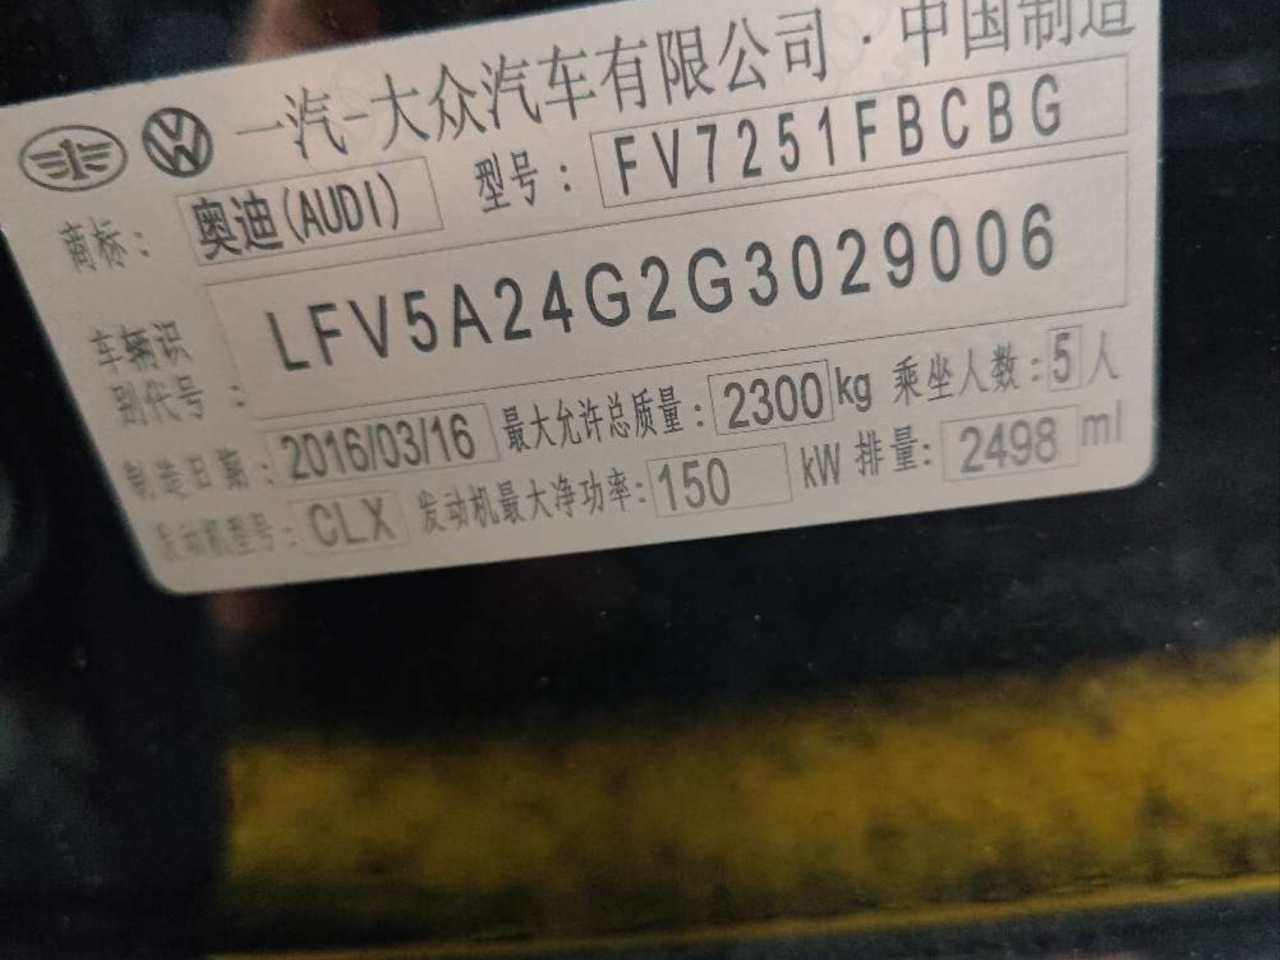 一汽-大众汽车有限公司·中国制造
商标: 奥迪(AUDI) 型号: FV7251FBCBG
车辆识别代号: LFV5A24G2G3029006
制造日期: 2016/03/16 最大允许总质量: 2300kg 乘坐人数:5人
发动机型号: CLX 发动机最大净功率:150 kW 排量: 2498 ml